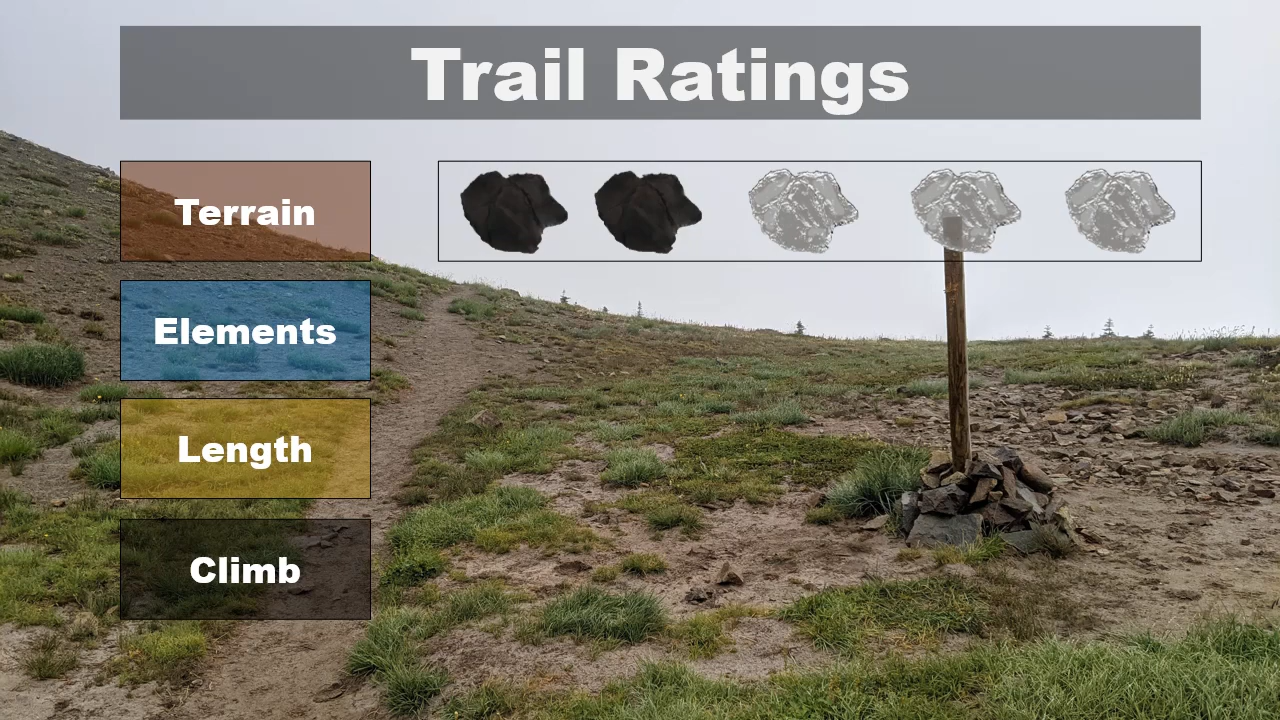 Trail Ratings
Terrain
Elements
Length
Climb